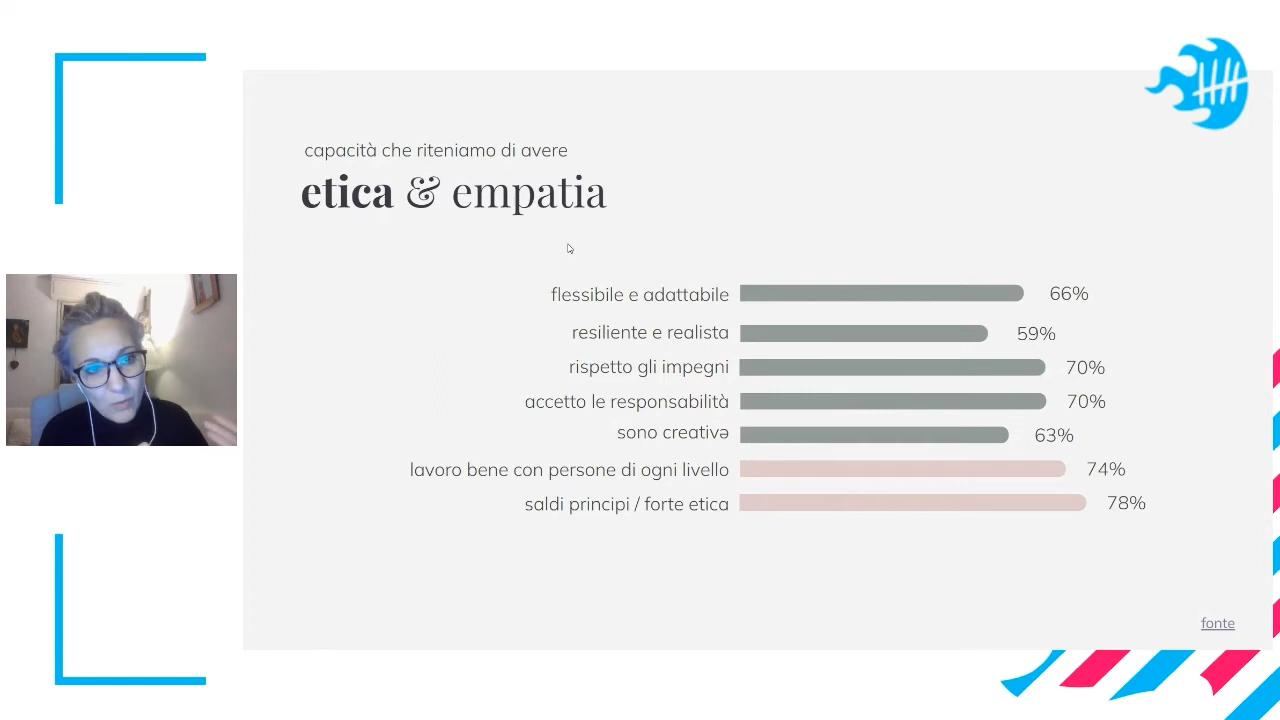 capacità che riteniamo di avere
etica & empatia
flessibile e adattabile 66%
resiliente e realista 59%
rispetto gli impegni 70%
accetto le responsabilità 70%
sono creativə 63%
lavoro bene con persone di ogni livello 74%
saldi principi / forte etica 78%
fonte